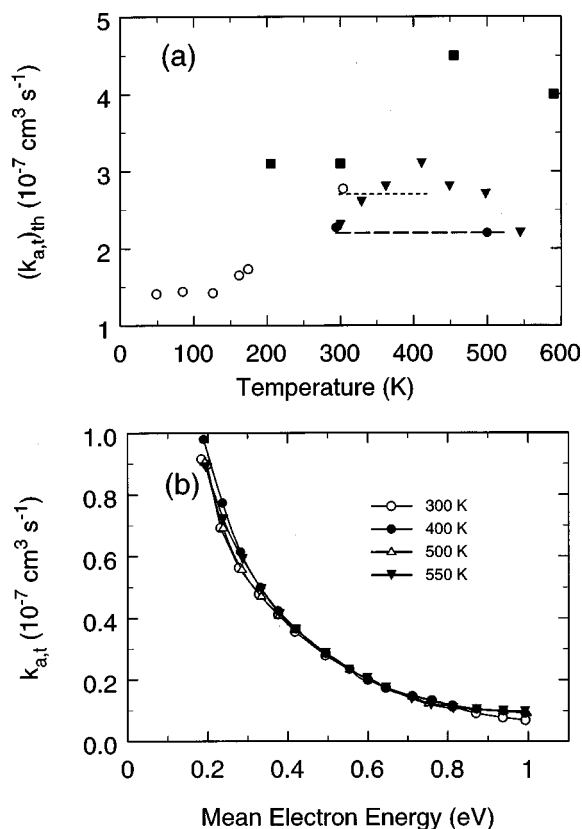 (a)
5
4
3
2
1
0 100 200 300 400 500 600
(k_{a,t})_{th} (10^{-7} cm^3 s^{-1})
Temperature (K)
(b)
1.0
0.8
0.6
0.4
0.2
0.0
0 0.2 0.4 0.6 0.8 1
k_{a,t} (10^{-7} cm^3 s^{-1})
300 K
400 K
500 K
550 K
Mean Electron Energy (eV)